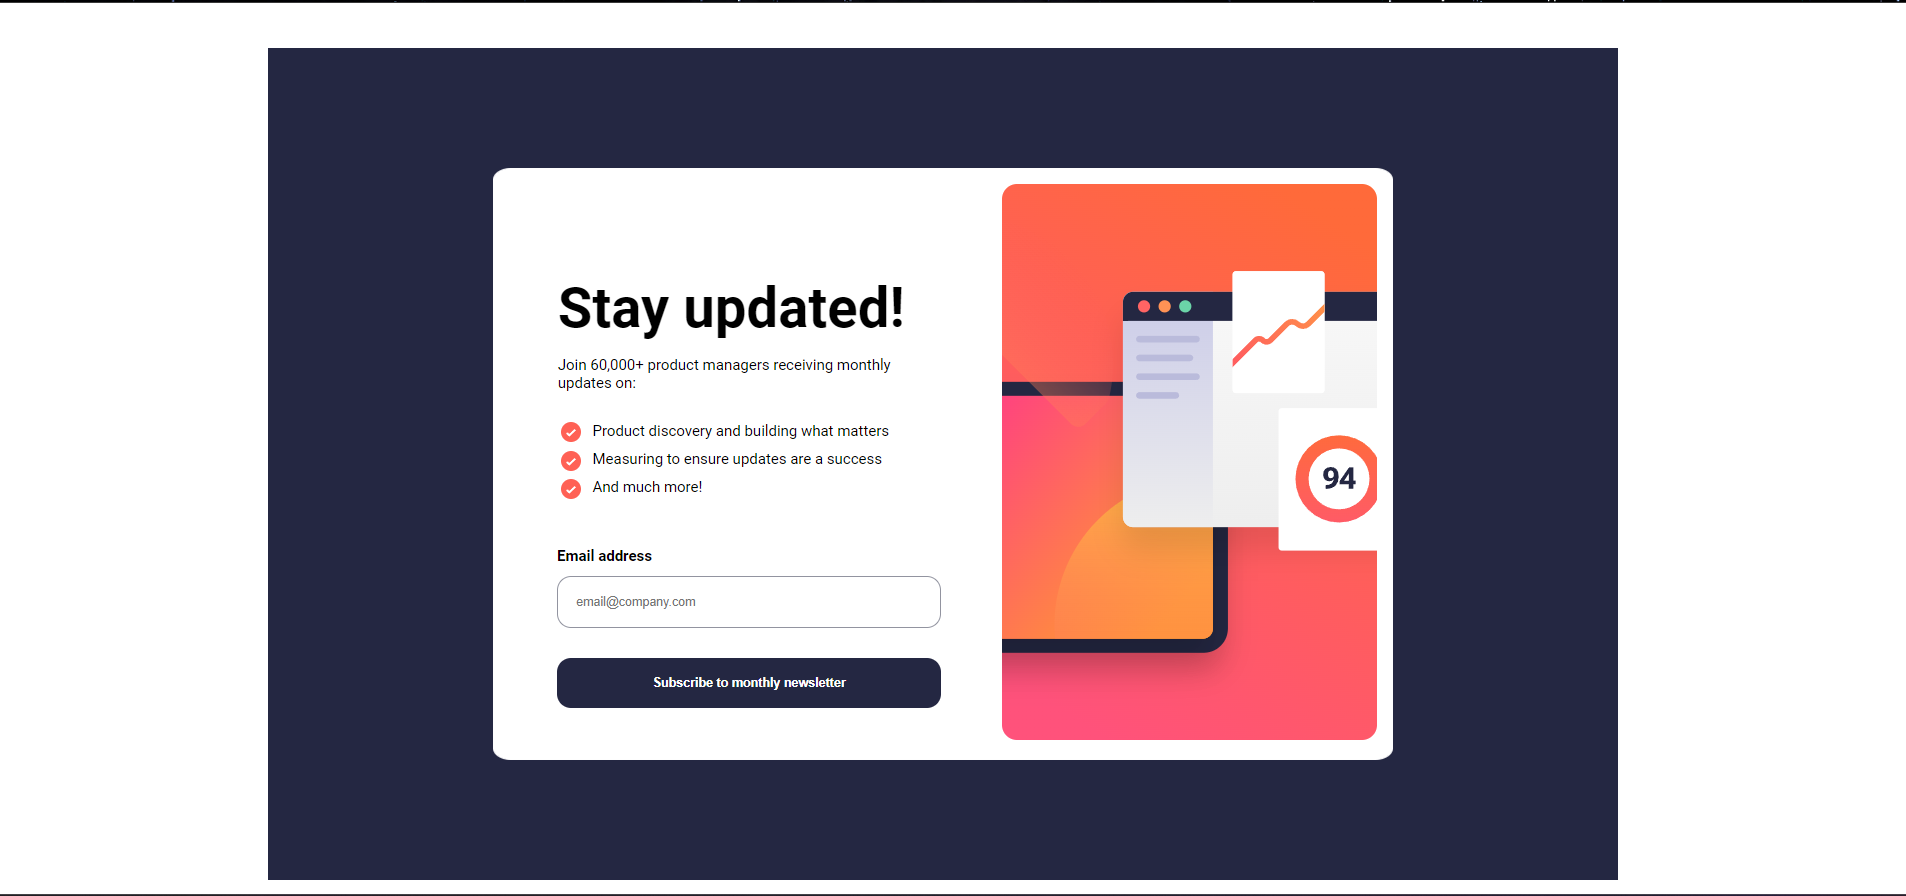 Stay updated!
Join 60,000+ product managers receiving monthly
updates on:
Product discovery and building what matters
Measuring to ensure updates are a success
And much more!
Email address
email@company.com
Subscribe to monthly newsletter
94